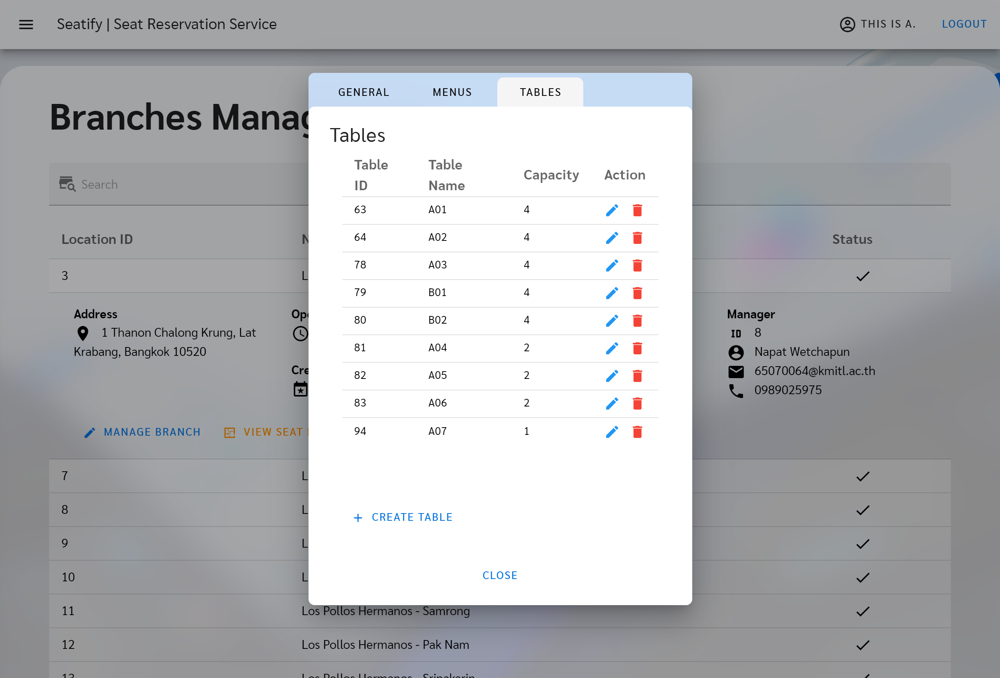 Seatify | Seat Reservation Service
THIS IS A.
LOGOUT
Branches Manag
Search
Location ID
Status
3
Address
1 Thanon Chalong Krung, Lat
Krabang, Bangkok 10520
Manager
ID 8
Napat Wetchapun
65070064@kmitl.ac.th
0989025975
MANAGE BRANCH
VIEW SEAT
7
8
9
10
11 Los Pollos Hermanos - Samrong
12 Los Pollos Hermanos - Pak Nam
13 Los Pollos Hermanos - Srinakarin
GENERAL MENUS TABLES
Tables
Table ID Table Name Capacity Action
63 A01 4
64 A02 4
78 A03 4
79 B01 4
80 B02 4
81 A04 2
82 A05 2
83 A06 2
94 A07 1
+ CREATE TABLE
CLOSE